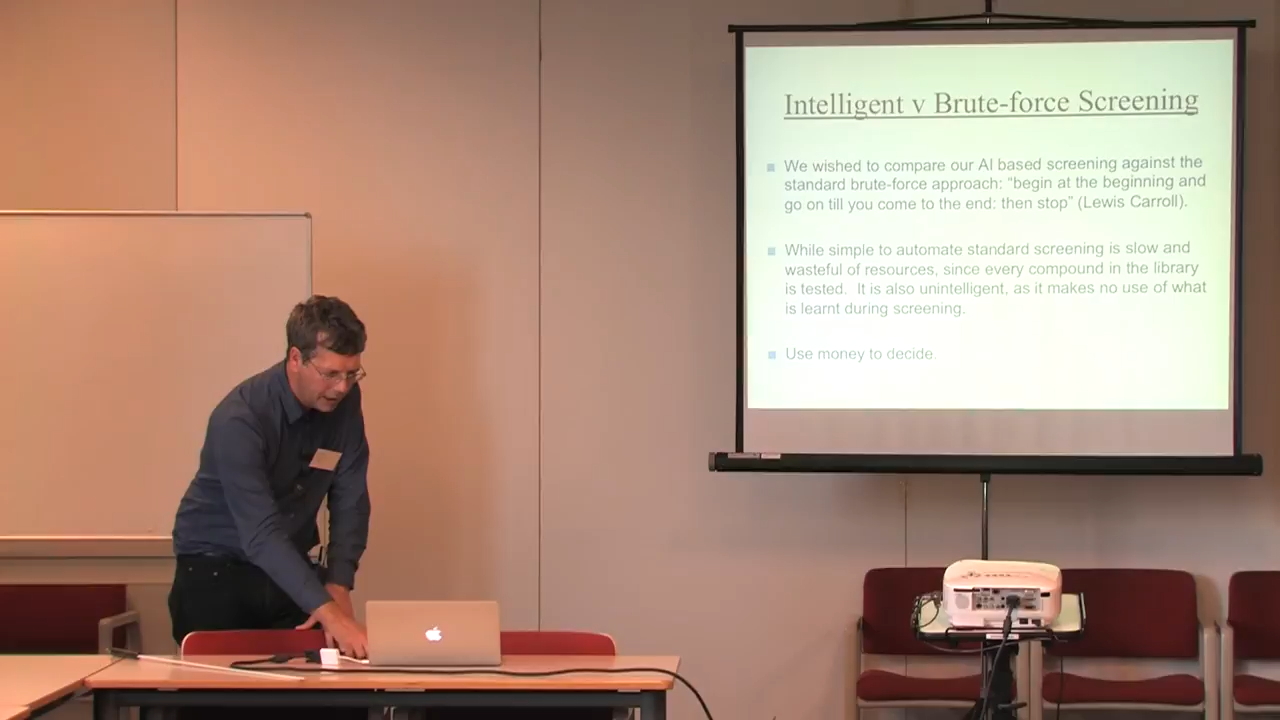 Intelligent v Brute-force Screening
We wished to compare our AI based screening against the
standard brute-force approach: “begin at the beginning and
go on till you come to the end: then stop” (Lewis Carroll).
While simple to automate standard screening is slow and
wasteful of resources, since every compound in the library
is tested. It is also unintelligent, as it makes no use of what
is learnt during screening.
Use money to decide.